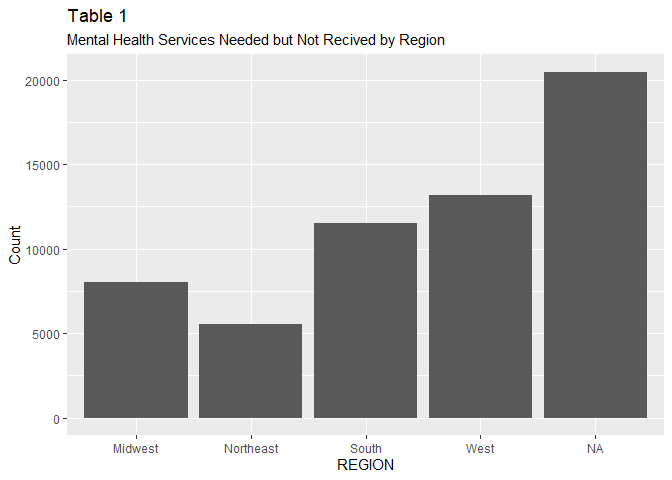 Table 1
Mental Health Services Needed but Not Recived by Region
20000
15000
10000
5000
0
Count
Midwest Northeast South West NA
REGION